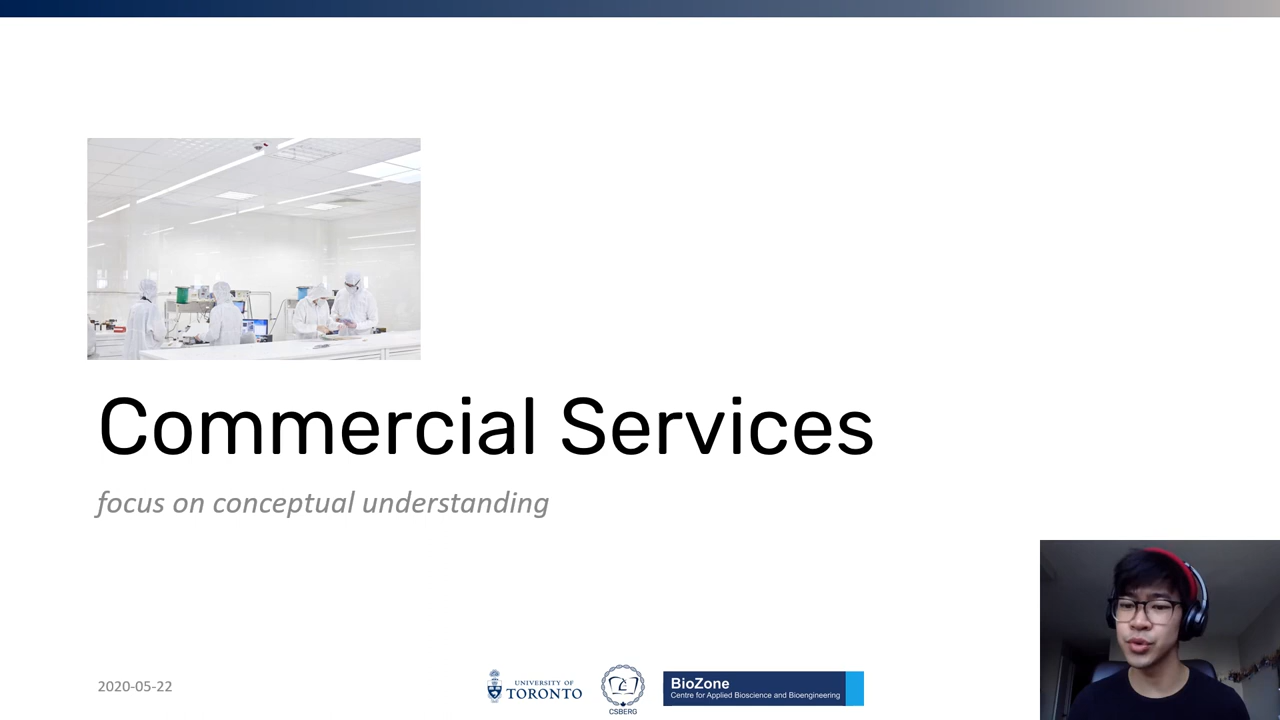 Commercial Services
focus on conceptual understanding
2020-05-22
UNIVERSITY OF
TORONTO
CSBERG
BioZone
Centre for Applied Bioscience and Bioengineering